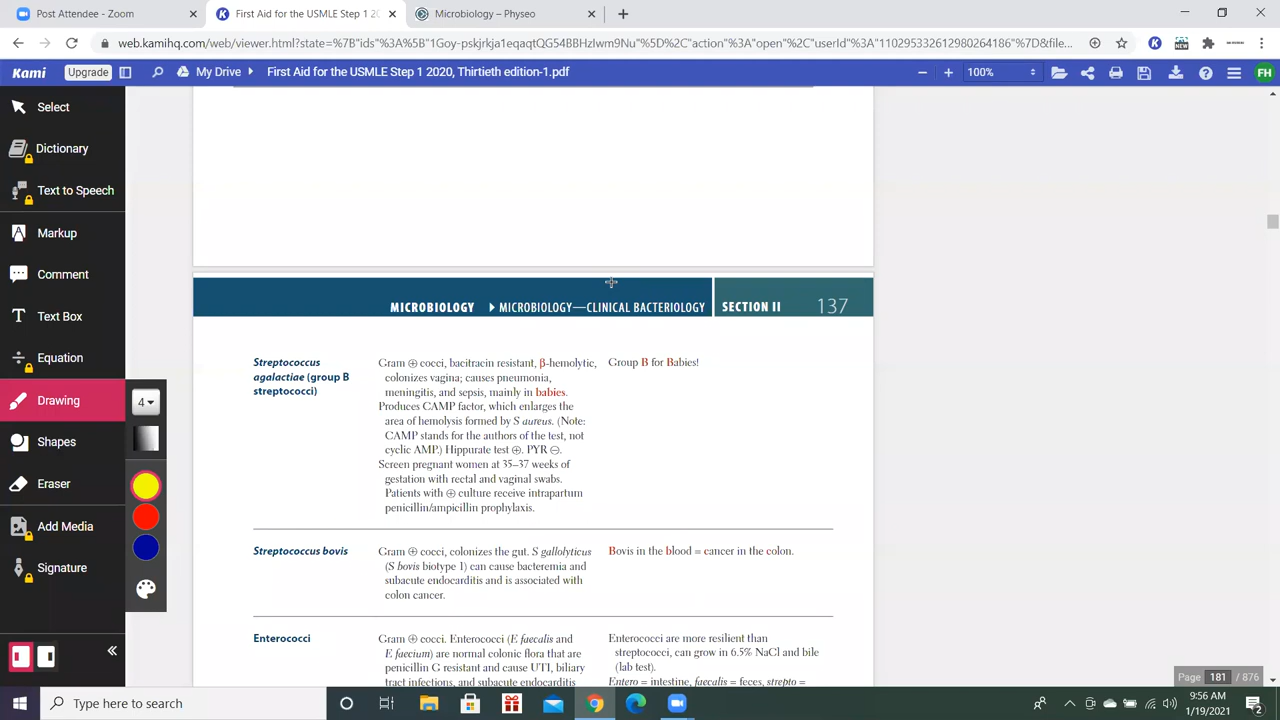 Post Attendee - Zoom
First Aid for the USMLE Step 1 20
Microbiology – Physeo
web.kamihq.com/web/viewer.html?state=%7B"ids"%3A%5B"1Goy-pskjrkja1eqaqtQG54BBHzIwm9Nu"%5D%2C"action"%3A"open"%2C"userId"%3A"110295332612980264186"%7D&file...
Kami
Upgrade
My Drive
First Aid for the USMLE Step 1 2020, Thirtieth edition-1.pdf
100%
FH
Select
Dictionary
Text to Speech
Markup
Comment
Text Box
Equation
Drawing
Shapes
Eraser
Add Media
Signature
4
MICROBIOLOGY ▶ MICROBIOLOGY—CLINICAL BACTERIOLOGY SECTION II 137
Streptococcus
agalactiae (group B
streptococci)
Gram ⊕ cocci, bacitracin resistant, β-hemolytic,
colonizes vagina; causes pneumonia,
meningitis, and sepsis, mainly in babies.
Produces CAMP factor, which enlarges the
area of hemolysis formed by S aureus. (Note:
CAMP stands for the authors of the test, not
cyclic AMP.) Hippurate test ⊕. PYR ⊖.
Screen pregnant women at 35–37 weeks of
gestation with rectal and vaginal swabs.
Patients with ⊕ culture receive intrapartum
penicillin/ampicillin prophylaxis.
Group B for Babies!
Streptococcus bovis
Gram ⊕ cocci, colonizes the gut. S gallolyticus
(S bovis biotype 1) can cause bacteremia and
subacute endocarditis and is associated with
colon cancer.
Bovis in the blood = cancer in the colon.
Enterococci
Gram ⊕ cocci. Enterococci (E faecalis and
E faecium) are normal colonic flora that are
penicillin G resistant and cause UTI, biliary
tract infections, and subacute endocarditis
Enterococci are more resilient than
streptococci, can grow in 6.5% NaCl and bile
(lab test).
Entero = intestine, faecalis = feces, strepto =
Page 181 / 876
Type here to search
9:56 AM
1/19/2021
2